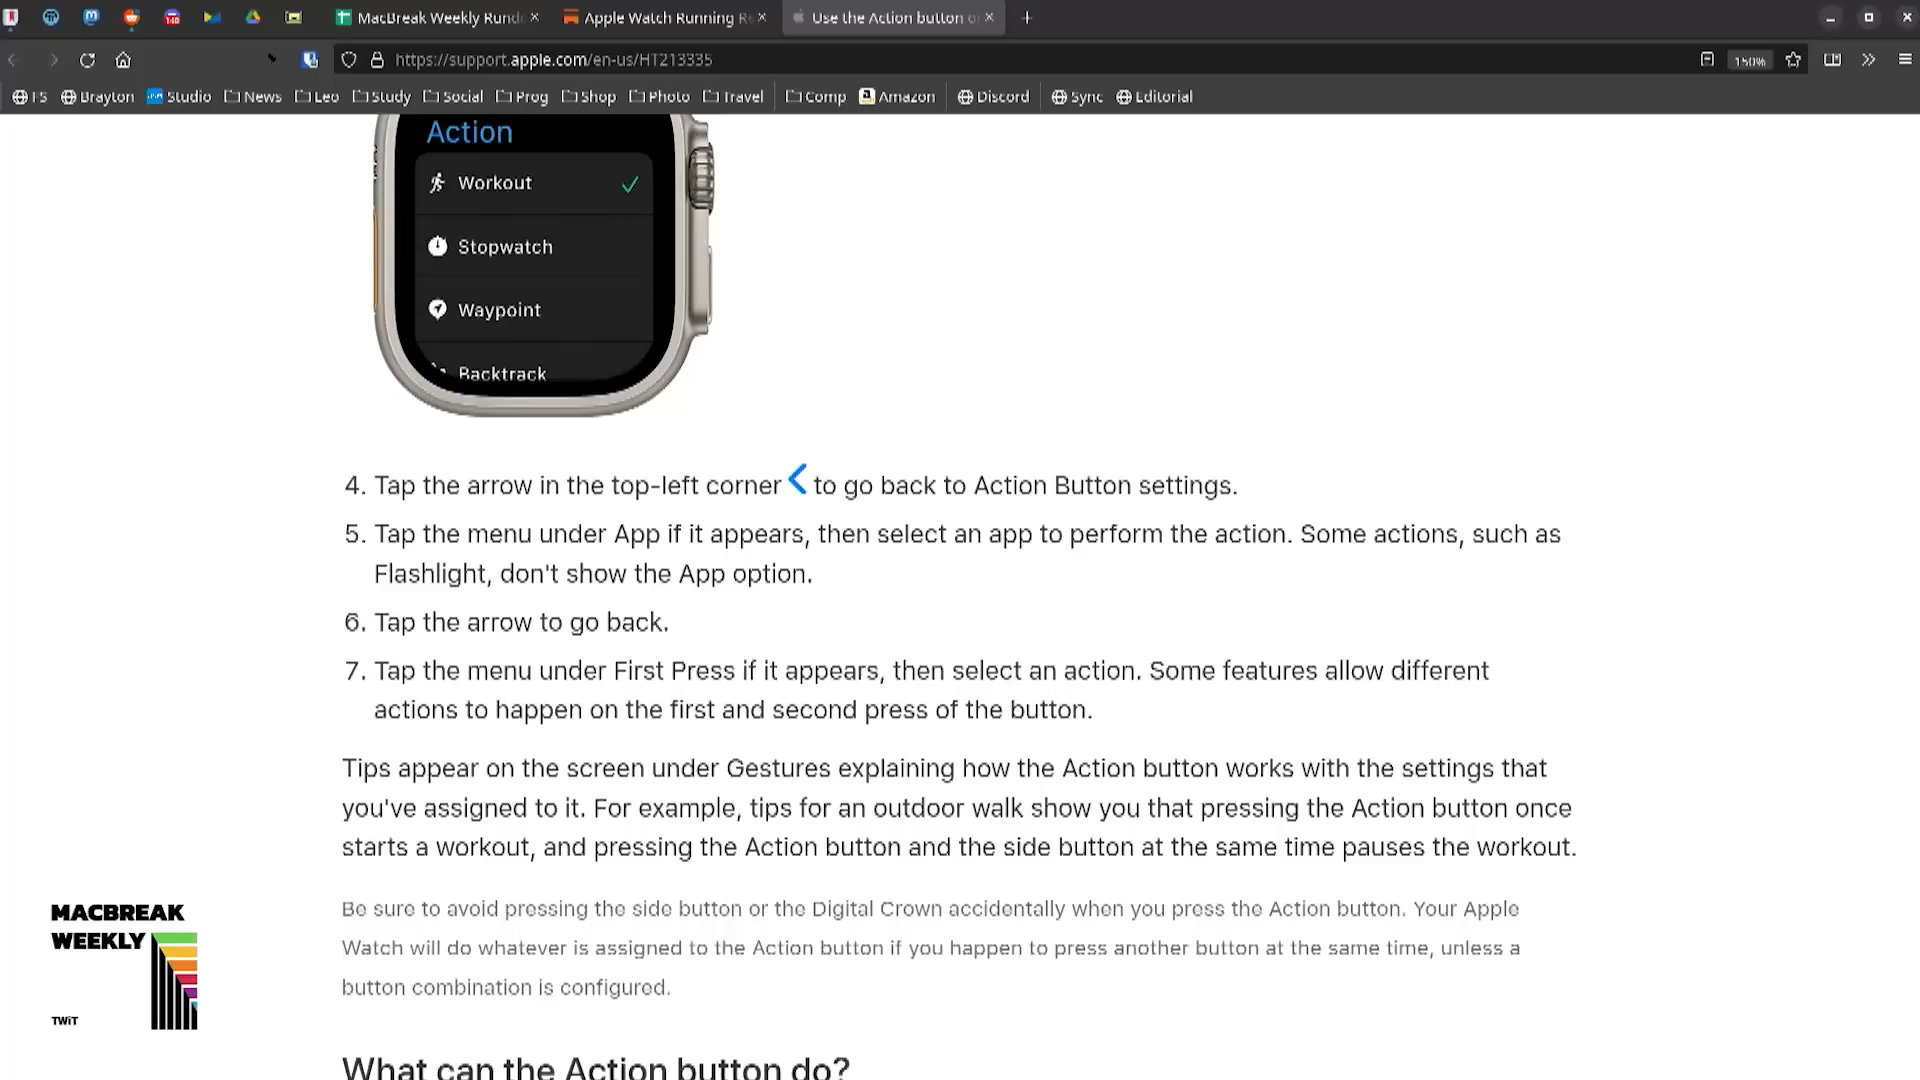 MacBreak Weekly Rund
Apple Watch Running R
Use the Action button o
https://support.apple.com/en-us/HT213335
150%
FS
Brayton
Studio
News
Leo
Study
Social
Prog
Shop
Photo
Travel
Comp
Amazon
Discord
Sync
Editorial
Action
Workout
Stopwatch
Waypoint
Backtrack
4. Tap the arrow in the top-left corner < to go back to Action Button settings.
5. Tap the menu under App if it appears, then select an app to perform the action. Some actions, such as
Flashlight, don't show the App option.
6. Tap the arrow to go back.
7. Tap the menu under First Press if it appears, then select an action. Some features allow different
actions to happen on the first and second press of the button.
Tips appear on the screen under Gestures explaining how the Action button works with the settings that
you've assigned to it. For example, tips for an outdoor walk show you that pressing the Action button once
starts a workout, and pressing the Action button and the side button at the same time pauses the workout.
Be sure to avoid pressing the side button or the Digital Crown accidentally when you press the Action button. Your Apple
Watch will do whatever is assigned to the Action button if you happen to press another button at the same time, unless a
button combination is configured.
MACBREAK
WEEKLY
TWiT
What can the Action button do?